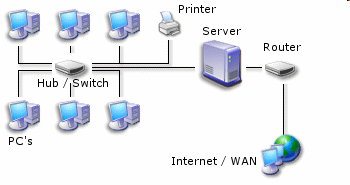 Printer
Server
Router
Hub / Switch
PC's
Internet / WAN